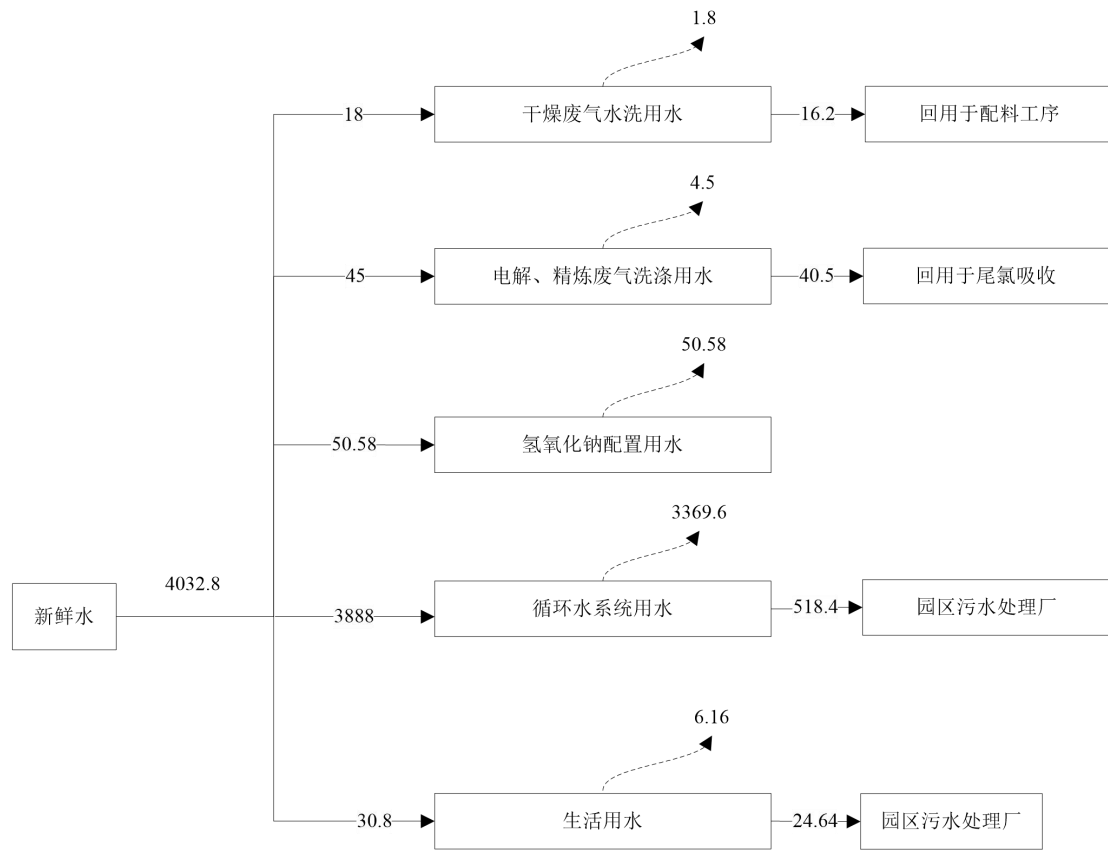 1.8
18
干燥废气水洗用水
16.2
回用于配料工序
4.5
45
电解、精炼废气洗涤用水
40.5
回用于尾氯吸收
50.58
50.58
氢氧化钠配置用水
3369.6
新鲜水
4032.8
3888
循环水系统用水
518.4
园区污水处理厂
6.16
30.8
生活用水
24.64
园区污水处理厂